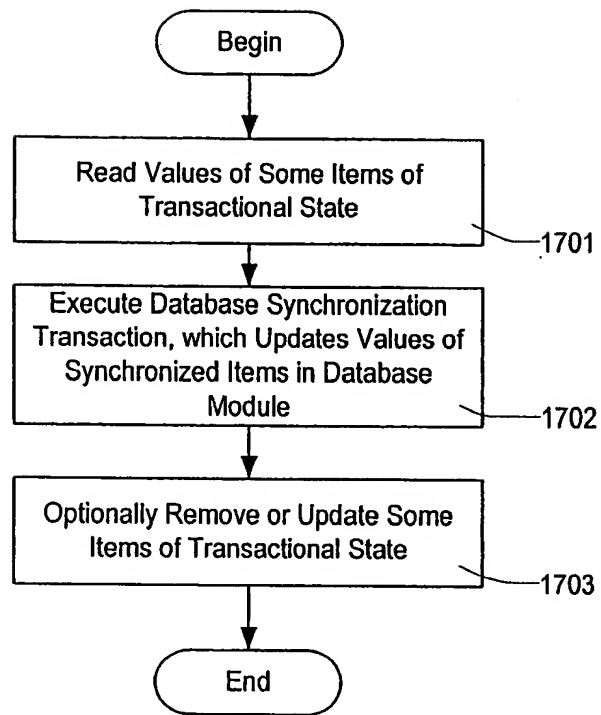 Begin
Read Values of Some Items of
Transactional State
1701
Execute Database Synchronization
Transaction, which Updates Values of
Synchronized Items in Database
Module
1702
Optionally Remove or Update Some
Items of Transactional State
1703
End